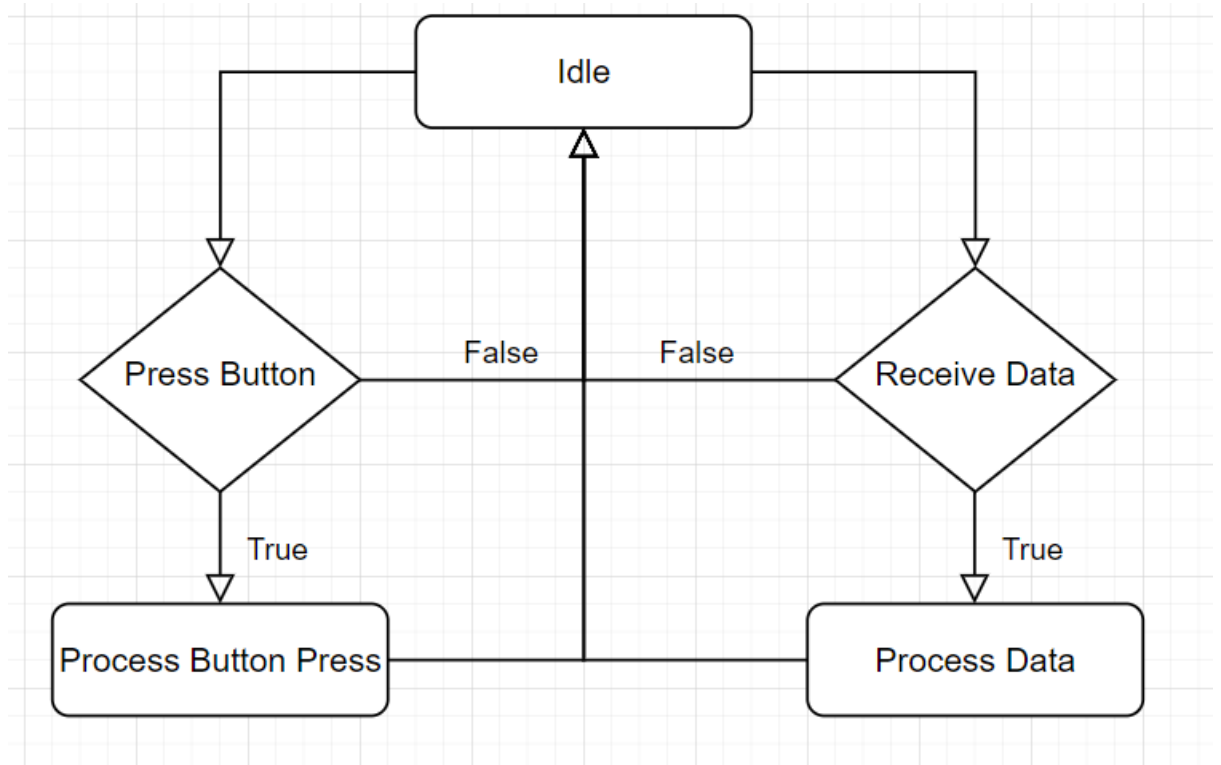 Idle
False
False
Press Button
Receive Data
True
True
Process Button Press
Process Data